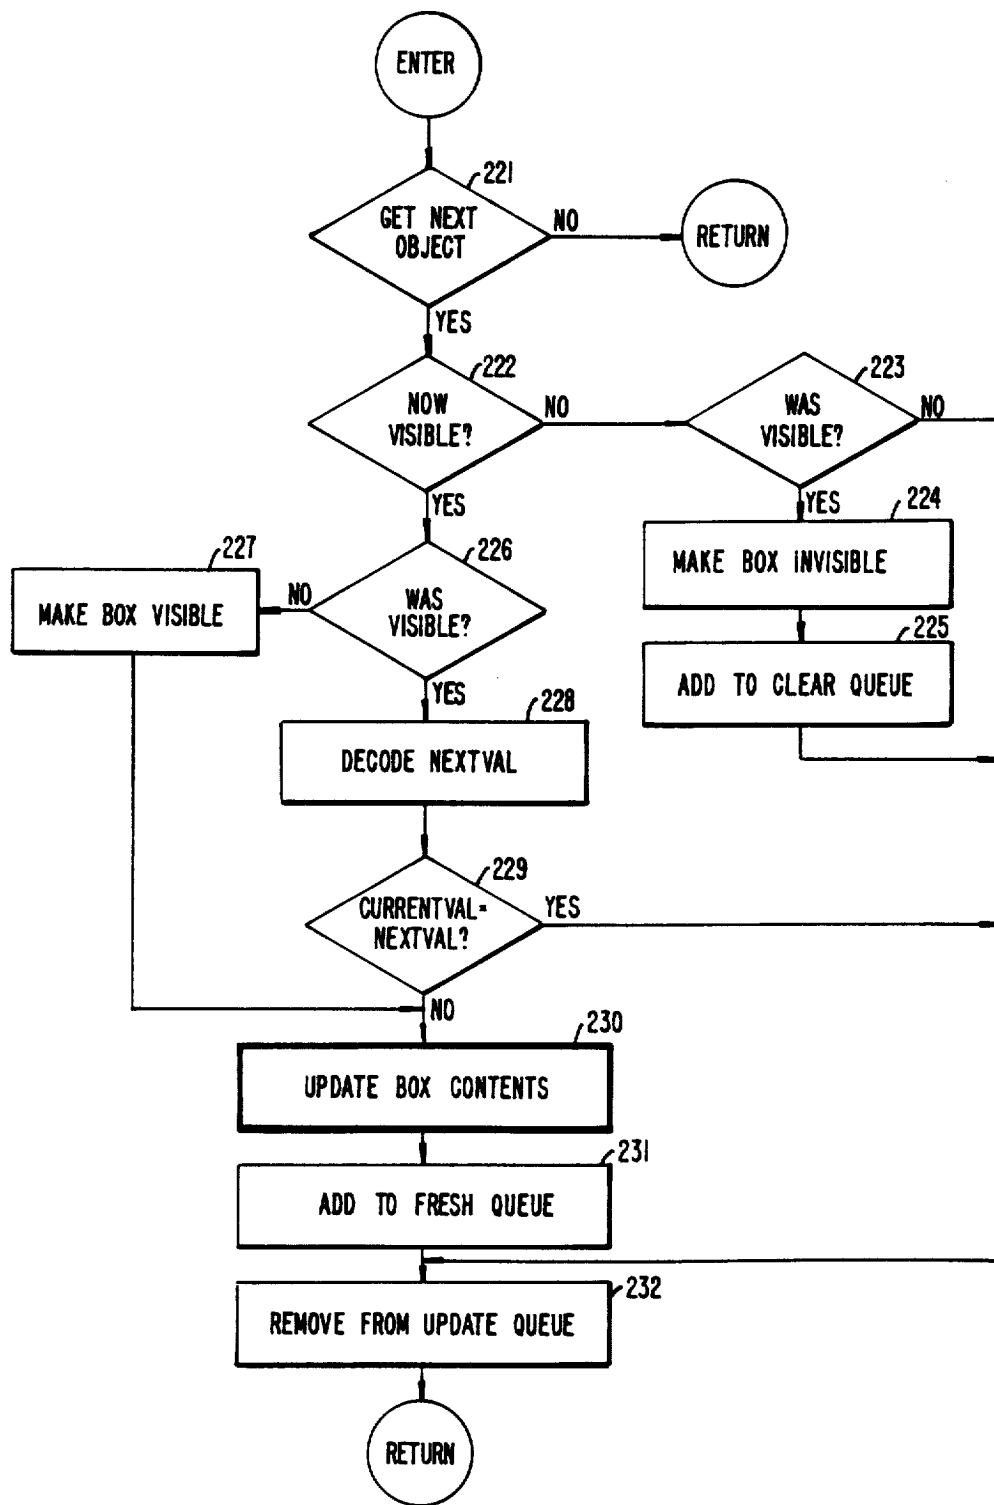 ENTER
221
GET NEXT
OBJECT
NO
RETURN
YES
222
NOW
VISIBLE?
NO
223
WAS
VISIBLE?
NO
YES
YES
224
MAKE BOX INVISIBLE
225
ADD TO CLEAR QUEUE
226
WAS
VISIBLE?
NO
227
MAKE BOX VISIBLE
YES
228
DECODE NEXTVAL
229
CURRENTVAL=
NEXTVAL?
YES
NO
230
UPDATE BOX CONTENTS
231
ADD TO FRESH QUEUE
232
REMOVE FROM UPDATE QUEUE
RETURN